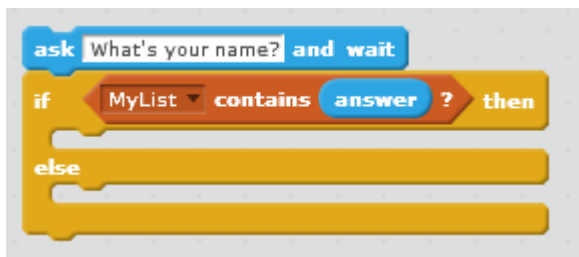 ask What's your name? and wait
if MyList contains answer ? then
else